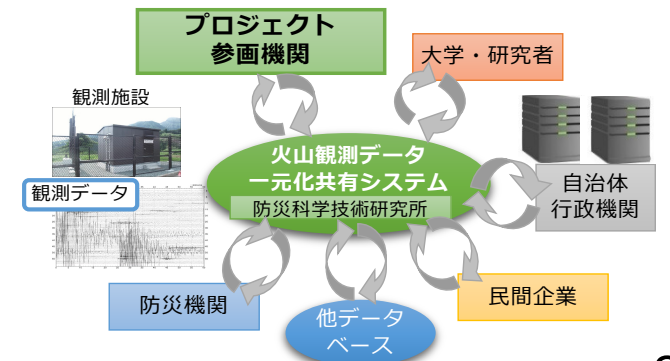 プロジェクト
参画機関
大学・研究者
観測施設
火山観測データ
一元化共有システム
防災科学技術研究所
観測データ
自治体
行政機関
防災機関
他データ
ベース
民間企業